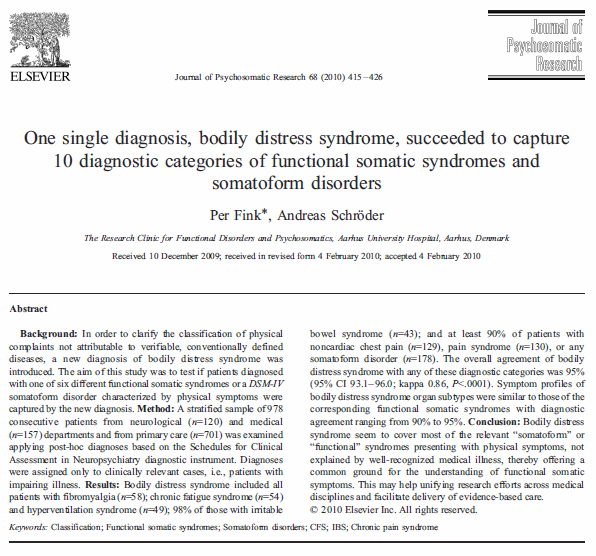 ELSEVIER
Journal of Psychosomatic Research 68 (2010) 415–426
Journal of
Psychosomatic
Research
One single diagnosis, bodily distress syndrome, succeeded to capture
10 diagnostic categories of functional somatic syndromes and
somatoform disorders
Per Fink*, Andreas Schröder
The Research Clinic for Functional Disorders and Psychosomatics, Aarhus University Hospital, Aarhus, Denmark
Received 10 December 2009; received in revised form 4 February 2010; accepted 4 February 2010
Abstract
Background: In order to clarify the classification of physical
complaints not attributable to verifiable, conventionally defined
diseases, a new diagnosis of bodily distress syndrome was
introduced. The aim of this study was to test if patients diagnosed
with one of six different functional somatic syndromes or a DSM-IV
somatoform disorder characterized by physical symptoms were
captured by the new diagnosis. Method: A stratified sample of 978
consecutive patients from neurological (n=120) and medical
(n=157) departments and from primary care (n=701) was examined
applying post-hoc diagnoses based on the Schedules for Clinical
Assessment in Neuropsychiatry diagnostic instrument. Diagnoses
were assigned only to clinically relevant cases, i.e., patients with
impairing illness. Results: Bodily distress syndrome included all
patients with fibromyalgia (n=58); chronic fatigue syndrome (n=54)
and hyperventilation syndrome (n=49); 98% of those with irritable
bowel syndrome (n=43); and at least 90% of patients with
noncardiac chest pain (n=129), pain syndrome (n=130), or any
somatoform disorder (n=178). The overall agreement of bodily
distress syndrome with any of these diagnostic categories was 95%
(95% CI 93.1–96.0; kappa 0.86, P<.0001). Symptom profiles of
bodily distress syndrome organ subtypes were similar to those of the
corresponding functional somatic syndromes with diagnostic
agreement ranging from 90% to 95%. Conclusion: Bodily distress
syndrome seem to cover most of the relevant “somatoform” or
“functional” syndromes presenting with physical symptoms, not
explained by well-recognized medical illness, thereby offering a
common ground for the understanding of functional somatic
symptoms. This may help unifying research efforts across medical
disciplines and facilitate delivery of evidence-based care.
© 2010 Elsevier Inc. All rights reserved.
Keywords: Classification; Functional somatic syndromes; Somatoform disorders; CFS; IBS; Chronic pain syndrome